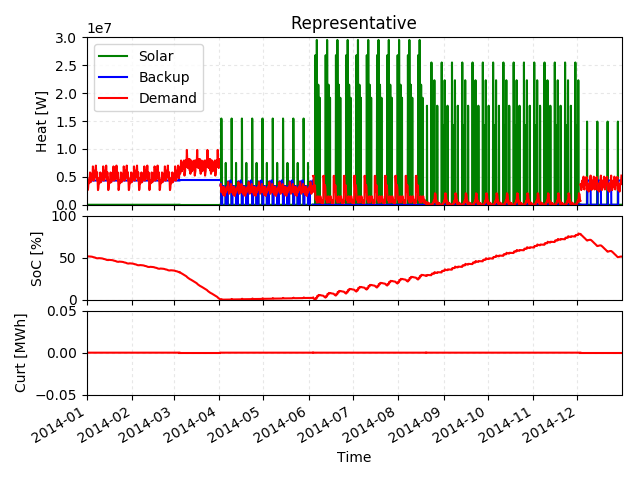 Representative
1e7
3.0
2.5
2.0
1.5
1.0
0.5
0.0
Heat [W]
Solar
Backup
Demand
100
50
0
SoC [%]
0.05
0.00
−0.05
Curt [MWh]
2014-01
2014-02
2014-03
2014-04
2014-05
2014-06
2014-07
2014-08
2014-09
2014-10
2014-11
2014-12
Time